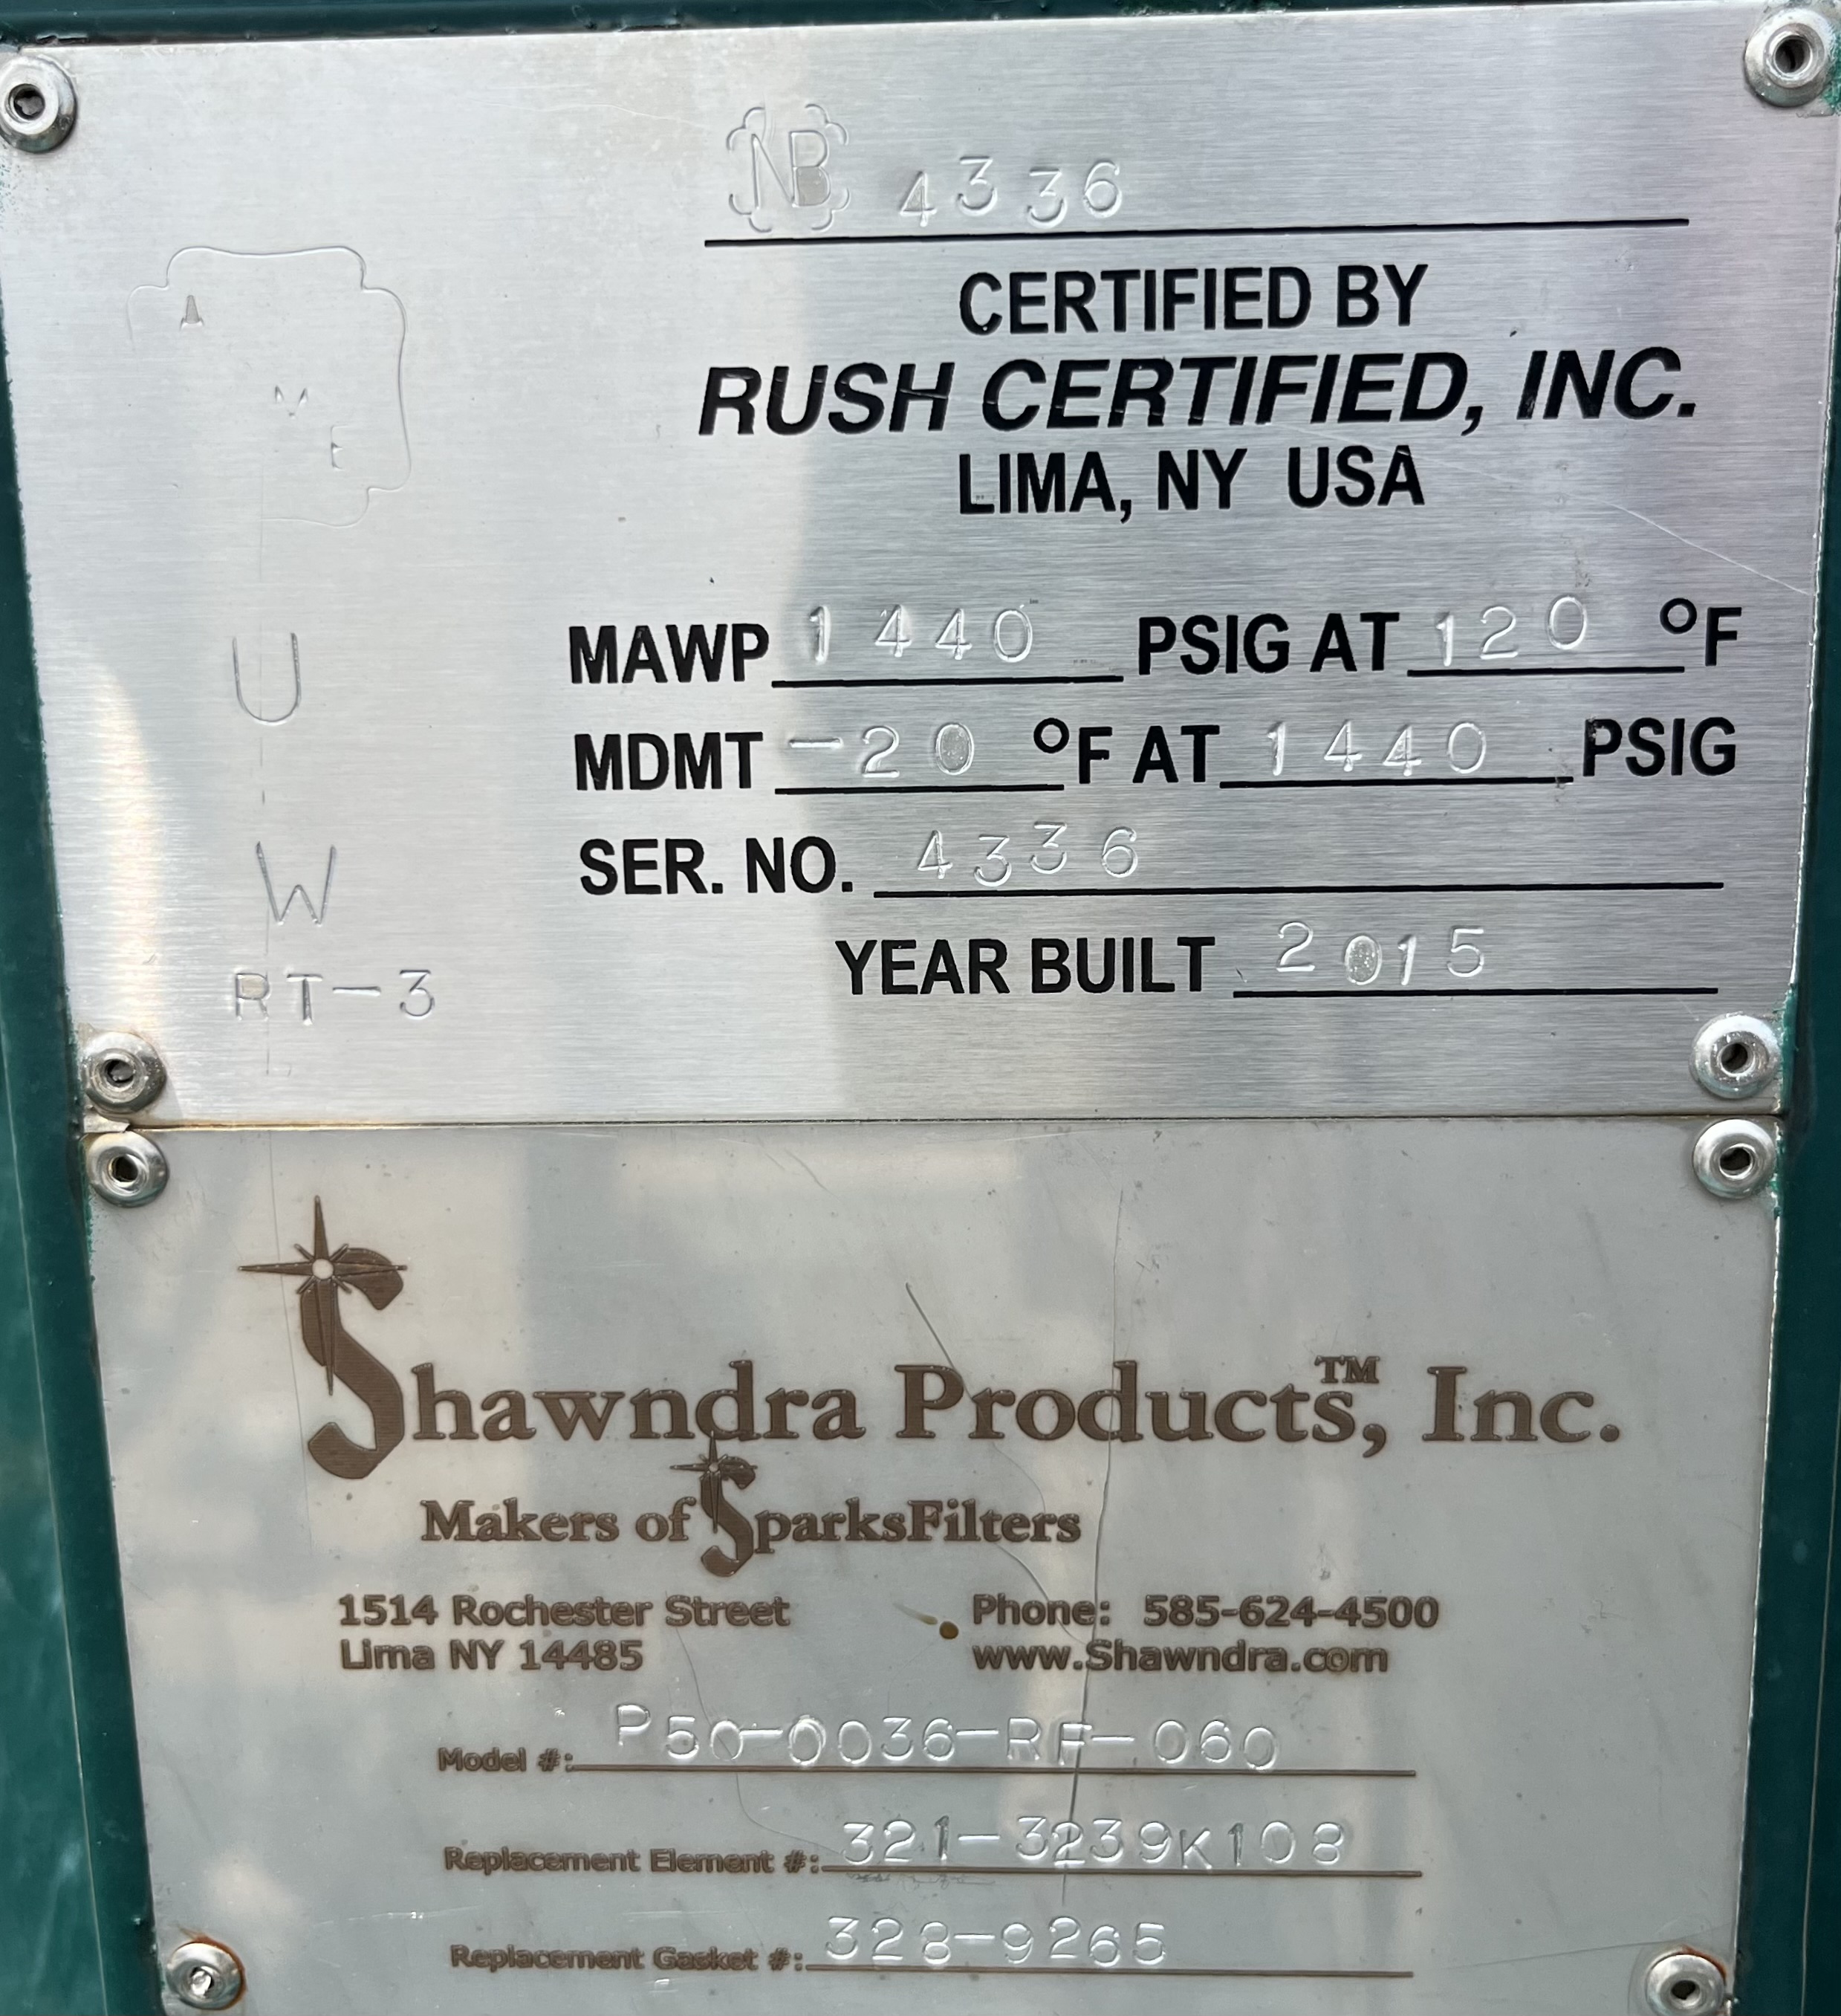 NB 4336
CERTIFIED BY
RUSH CERTIFIED, INC.
LIMA, NY USA
A
M
E
U
W
RT-3
MAWP 1440 PSIG AT 120 °F
MDMT -20 °F AT 1440 PSIG
SER. NO. 4336
YEAR BUILT 2015
Shawndra Products™, Inc.
Makers of SparksFilters
1514 Rochester Street Phone: 585-624-4500
Lima NY 14485 www.Shawndra.com
Model #: P50-0036-RF-060
Replacement Element #: 321-3239K108
Replacement Gasket #: 328-9265